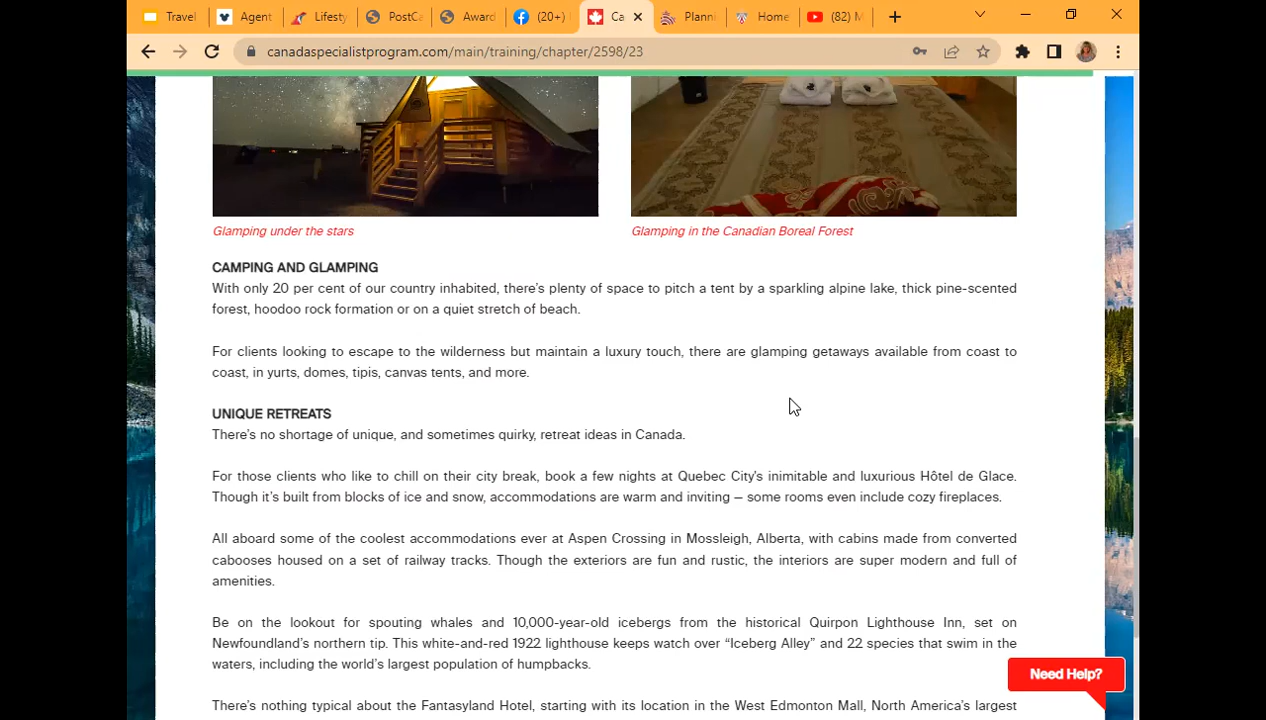 Travel
Agent
Lifesty
PostCa
Award
(20+)
Ca
Planni
Home
(82) M
canadaspecialistprogram.com/main/training/chapter/2598/23
Glamping under the stars
Glamping in the Canadian Boreal Forest
CAMPING AND GLAMPING
With only 20 per cent of our country inhabited, there's plenty of space to pitch a tent by a sparkling alpine lake, thick pine-scented
forest, hoodoo rock formation or on a quiet stretch of beach.
For clients looking to escape to the wilderness but maintain a luxury touch, there are glamping getaways available from coast to
coast, in yurts, domes, tipis, canvas tents, and more.
UNIQUE RETREATS
There's no shortage of unique, and sometimes quirky, retreat ideas in Canada.
For those clients who like to chill on their city break, book a few nights at Quebec City's inimitable and luxurious Hôtel de Glace.
Though it's built from blocks of ice and snow, accommodations are warm and inviting — some rooms even include cozy fireplaces.
All aboard some of the coolest accommodations ever at Aspen Crossing in Mossleigh, Alberta, with cabins made from converted
cabooses housed on a set of railway tracks. Though the exteriors are fun and rustic, the interiors are super modern and full of
amenities.
Be on the lookout for spouting whales and 10,000-year-old icebergs from the historical Quirpon Lighthouse Inn, set on
Newfoundland's northern tip. This white-and-red 1922 lighthouse keeps watch over “Iceberg Alley” and 22 species that swim in the
waters, including the world's largest population of humpbacks.
Need Help?
There's nothing typical about the Fantasyland Hotel, starting with its location in the West Edmonton Mall, North America's largest